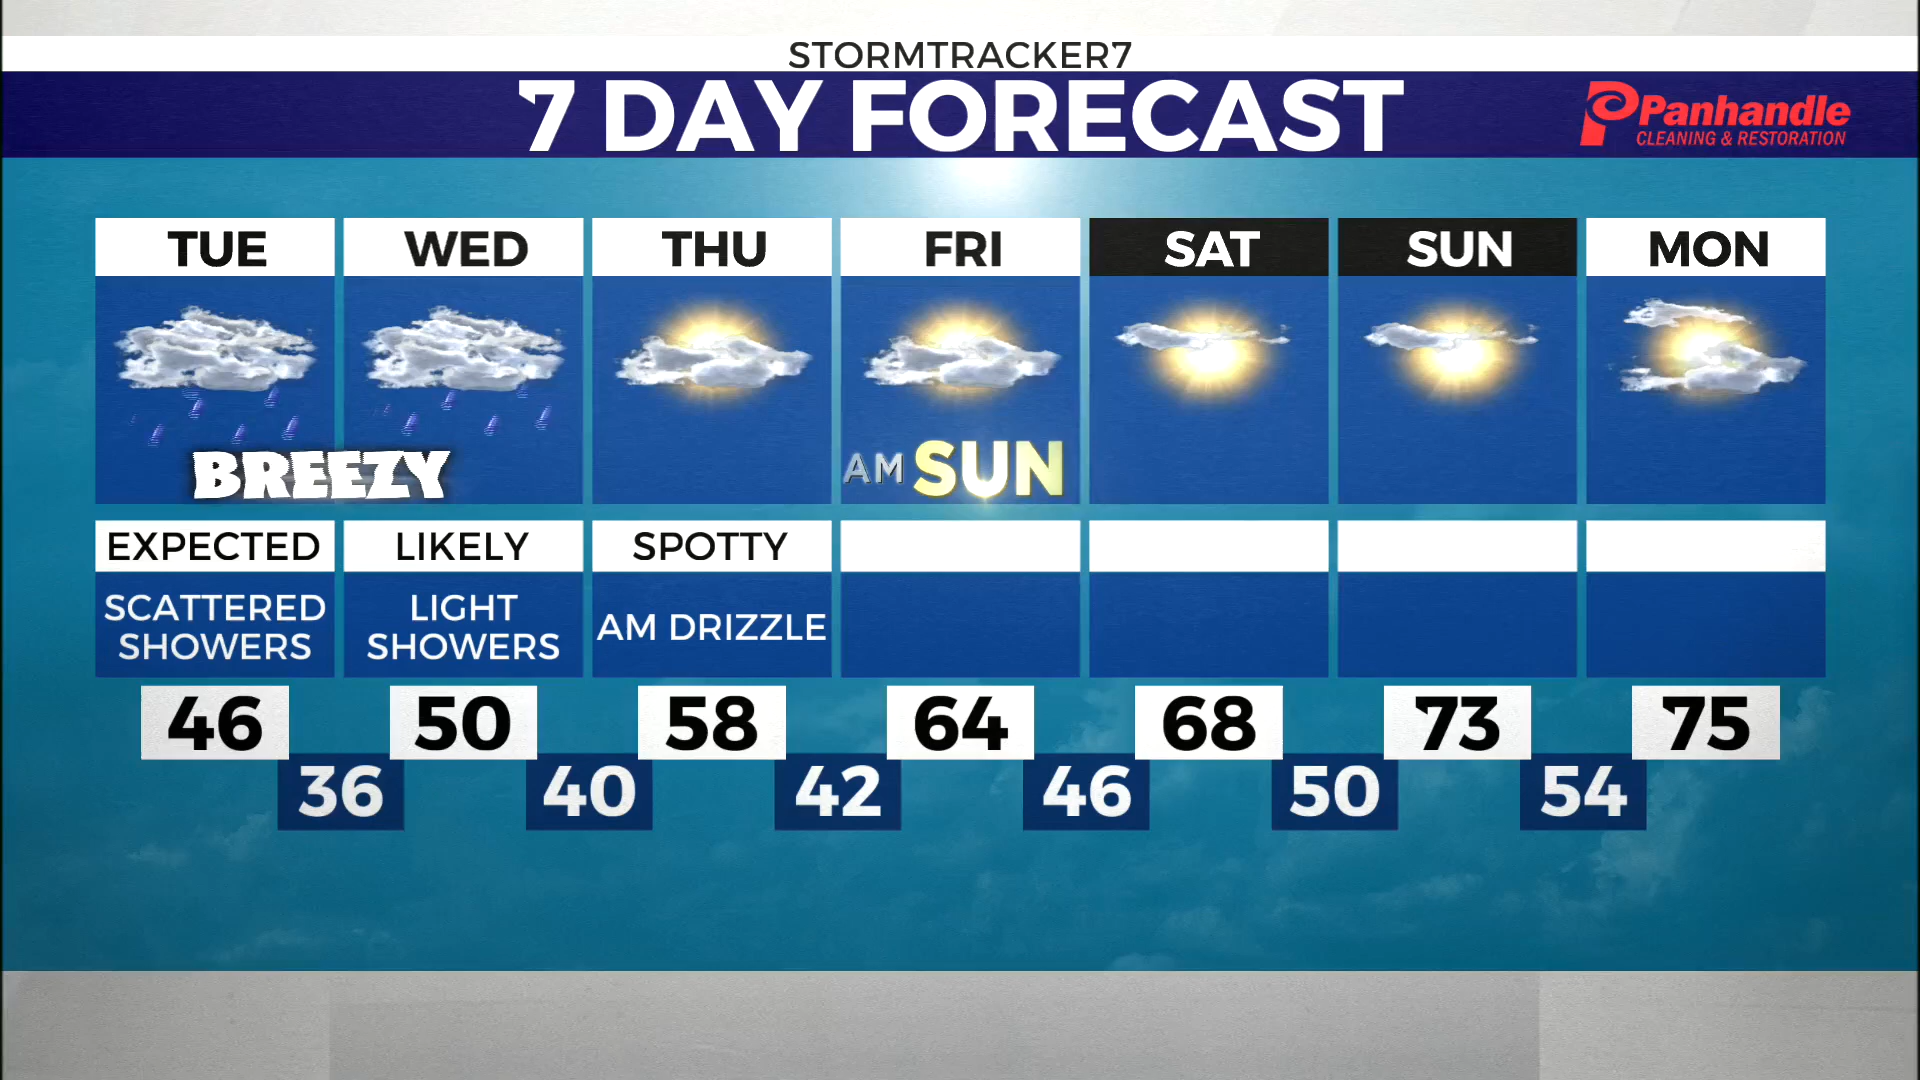 STORMTRACKER7
7 DAY FORECAST
Panhandle
CLEANING & RESTORATION
TUE
WED
THU
FRI
SAT
SUN
MON
BREEZY
AM SUN
EXPECTED
LIKELY
SPOTTY
SCATTERED
SHOWERS
LIGHT
SHOWERS
AM DRIZZLE
46
50
58
64
68
73
75
36
40
42
46
50
54